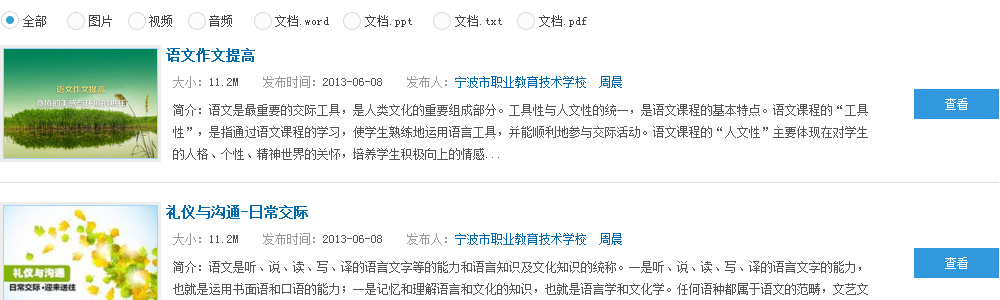 全部 图片 视频 音频 文档.word 文档.ppt 文档.txt 文档.pdf
语文作文提高
大小：11.2M 发布时间：2013-06-08 发布人：宁波市职业教育技术学校 周晨
简介：语文是最重要的交际工具，是人类文化的重要组成部分。工具性与人文性的统一，是语文课程的基本特点。语文课程的“工具
性”，是指通过语文课程的学习，使学生熟练地运用语言工具，并能顺利地参与交际活动。语文课程的“人文性”主要体现在对学生
的人格、个性、精神世界的关怀，培养学生积极向上的情感...
查看
语文作文提高
礼仪与沟通-日常交际
大小：11.2M 发布时间：2013-06-08 发布人：宁波市职业教育技术学校 周晨
简介：语文是听、说、读、写、译的语言文字等的能力和语言知识及文化知识的统称。一是听、说、读、写、译的语言文字的能力，
也就是运用书面语和口语的能力；一是记忆和理解语言和文化的知识，也就是语言学和文化学。任何语种都属于语文的范畴，文艺文
查看
礼仪与沟通
日常交际·迎来送往